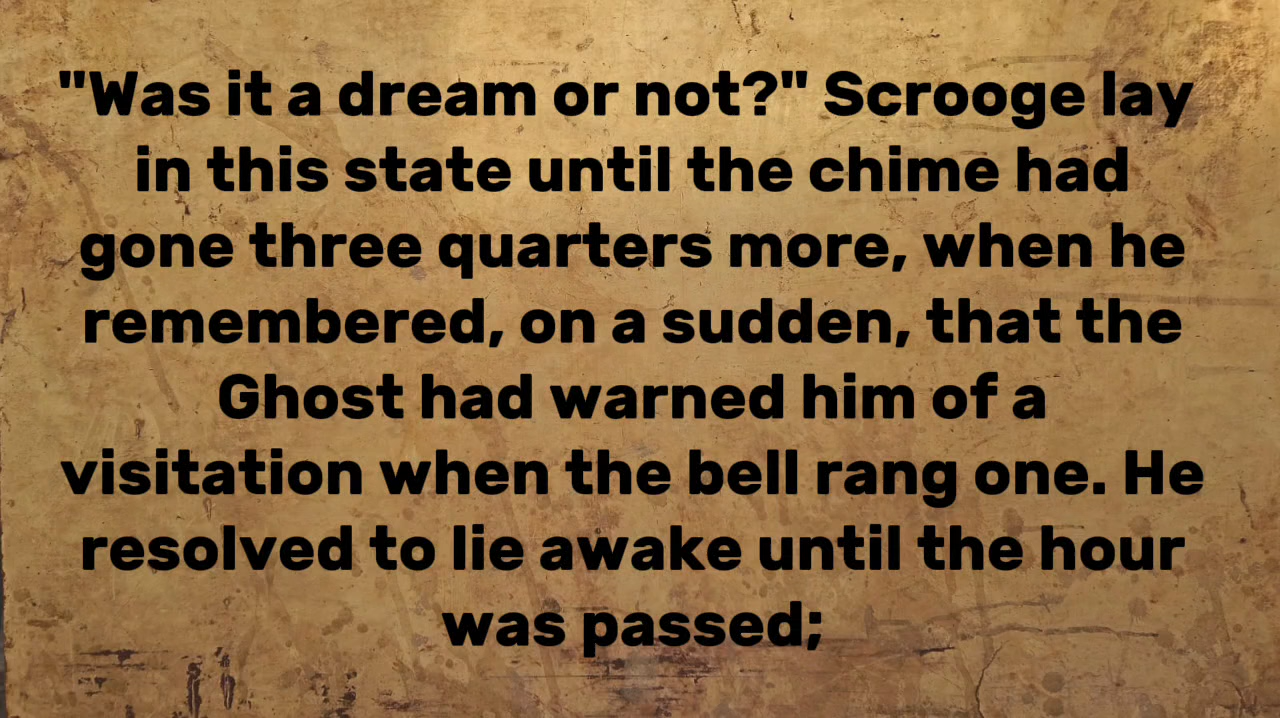 "Was it a dream or not?" Scrooge lay
in this state until the chime had
gone three quarters more, when he
remembered, on a sudden, that the
Ghost had warned him of a
visitation when the bell rang one. He
resolved to lie awake until the hour
was passed;